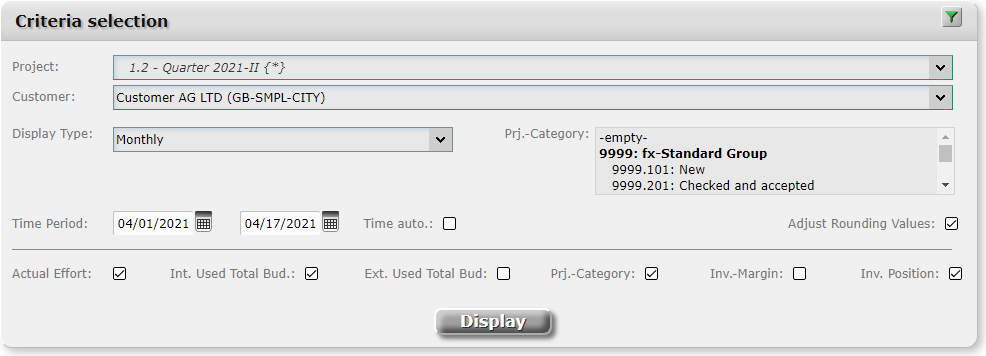 Criteria selection
Project: 1.2 - Quarter 2021-II {*}
Customer: Customer AG LTD (GB-SMPL-CITY)
Display Type: Monthly Prj.-Category: -empty-
9999: fx-Standard Group
9999.101: New
9999.201: Checked and accepted
Time Period: 04/01/2021 04/17/2021 Time auto.: Adjust Rounding Values:
Actual Effort: Int. Used Total Bud.: Ext. Used Total Bud: Prj.-Category: Inv.-Margin: Inv. Position:
Display